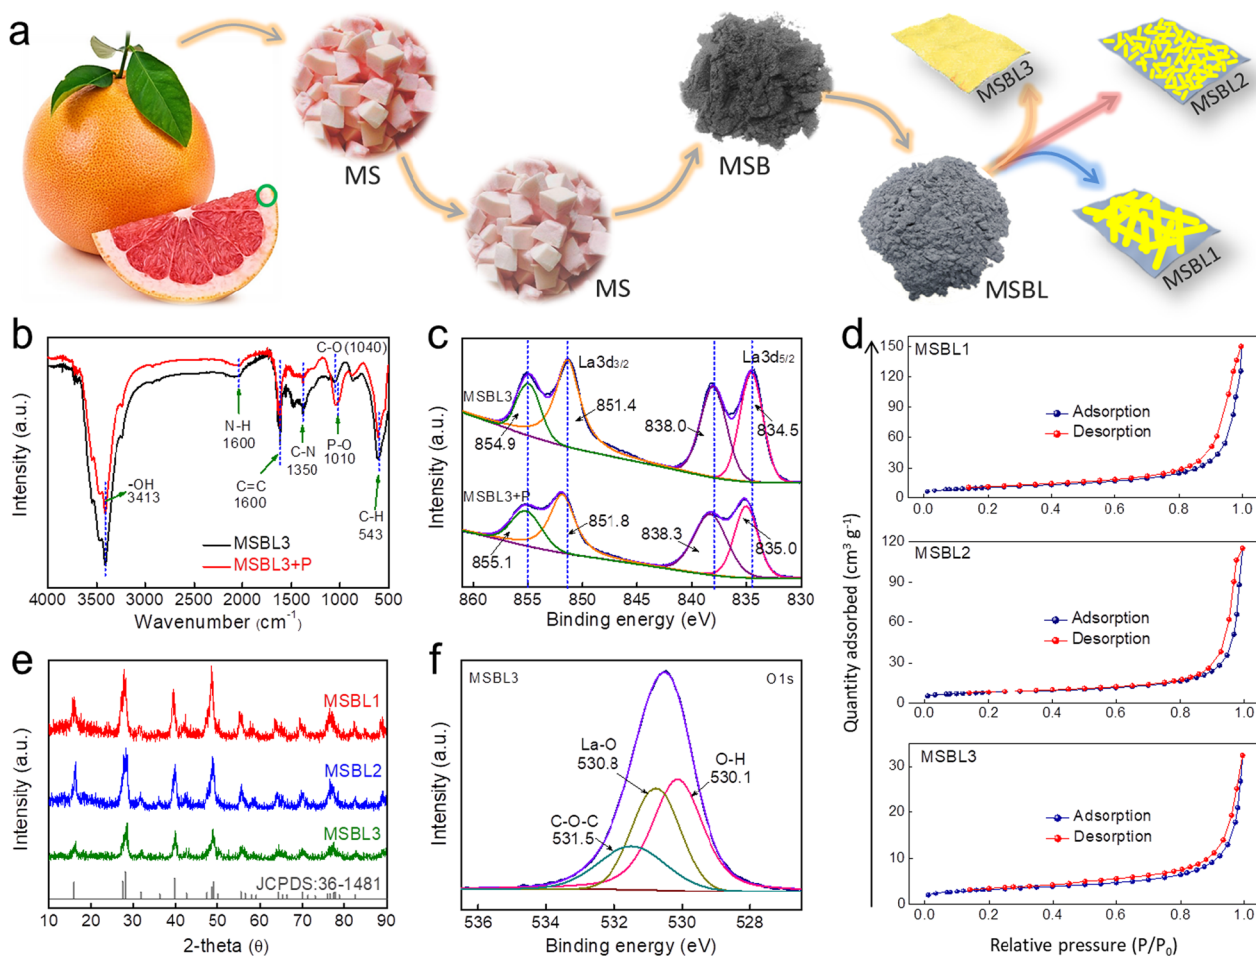 a
MS
MS
MSB
MSBL
MSBL3
MSBL2
MSBL1
b
Intensity (a.u.)
C-O (1040)
N-H
1600
C=C
1600
C-N
1350
P-O
1010
-OH
3413
C-H
543
MSBL3
MSBL3+P
4000 3500 3000 2500 2000 1500 1000 500
Wavenumber (cm-1)
c
Intensity (a.u.)
La3d3/2
La3d5/2
MSBL3
854.9
851.4
838.0
834.5
MSBL3+P
855.1
851.8
838.3
835.0
860 855 850 845 840 835 830
Binding energy (eV)
d
Quantity adsorbed (cm3 g-1)
MSBL1
150
120
90
60
30
0
Adsorption
Desorption
0.0 0.2 0.4 0.6 0.8 1.0
MSBL2
120
90
60
30
0
Adsorption
Desorption
0.0 0.2 0.4 0.6 0.8 1.0
MSBL3
30
20
10
0
Adsorption
Desorption
0.0 0.2 0.4 0.6 0.8 1.0
Relative pressure (P/P0)
e
Intensity (a.u.)
MSBL1
MSBL2
MSBL3
JCPDS:36-1481
10 20 30 40 50 60 70 80 90
2-theta (θ)
f
Intensity (a.u.)
MSBL3
O1s
La-O
530.8
O-H
530.1
C-O-C
531.5
536 534 532 530 528 526
Binding energy (eV)